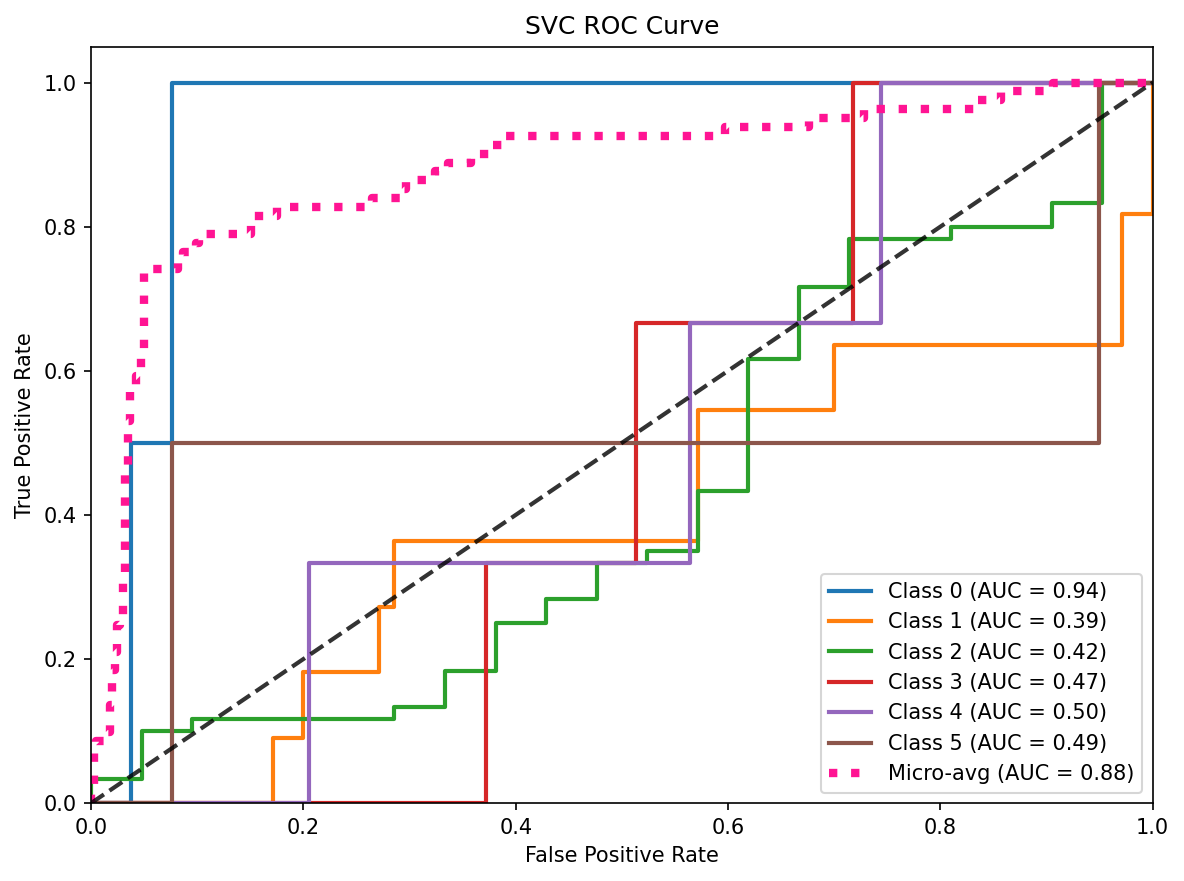 SVC ROC Curve
True Positive Rate
1.0
0.8
0.6
0.4
0.2
0.0
0.0 0.2 0.4 0.6 0.8 1.0
False Positive Rate
Class 0 (AUC = 0.94)
Class 1 (AUC = 0.39)
Class 2 (AUC = 0.42)
Class 3 (AUC = 0.47)
Class 4 (AUC = 0.50)
Class 5 (AUC = 0.49)
Micro-avg (AUC = 0.88)